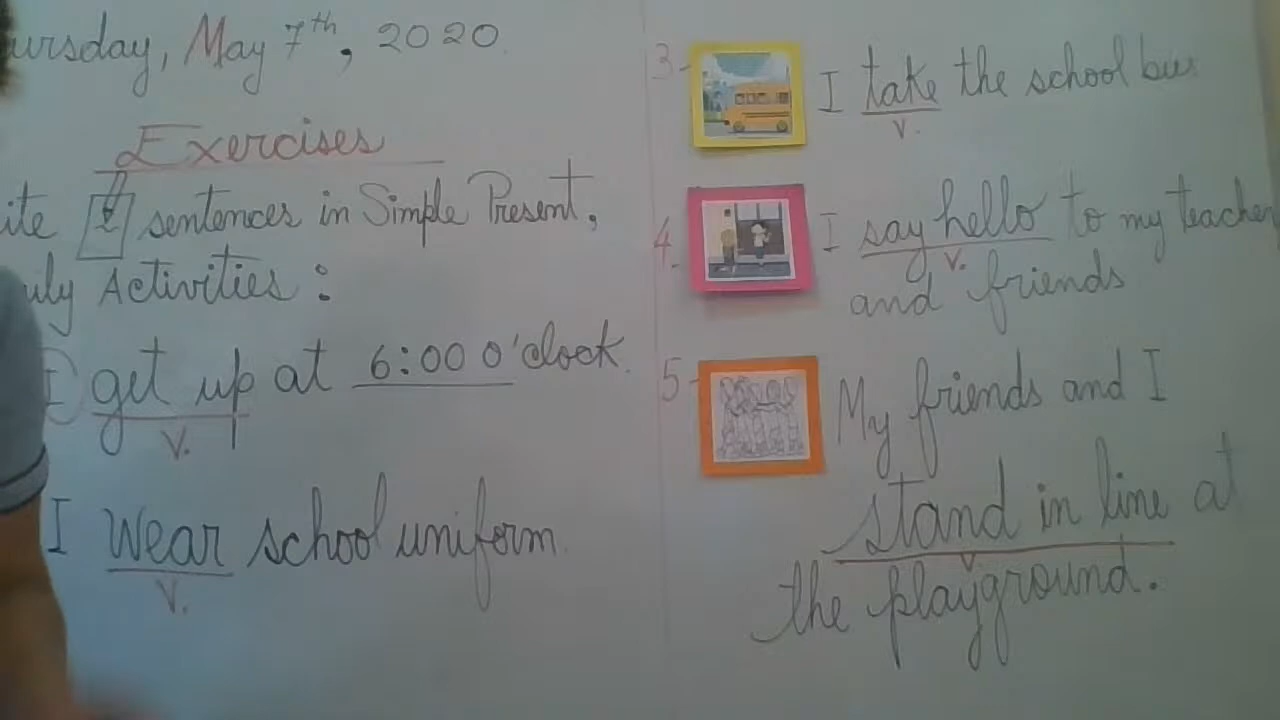 ursday, May 7th, 2020
Exercises
ite sentences in Simple Present,
ily Activities:
I get up at 6:00 o'clock.
V.
I wear school uniform.
V.
3- I take the school bus
V.
4- I say hello to my teacher
V.
and friends
5- My friends and I
stand in line at
V
the playground.